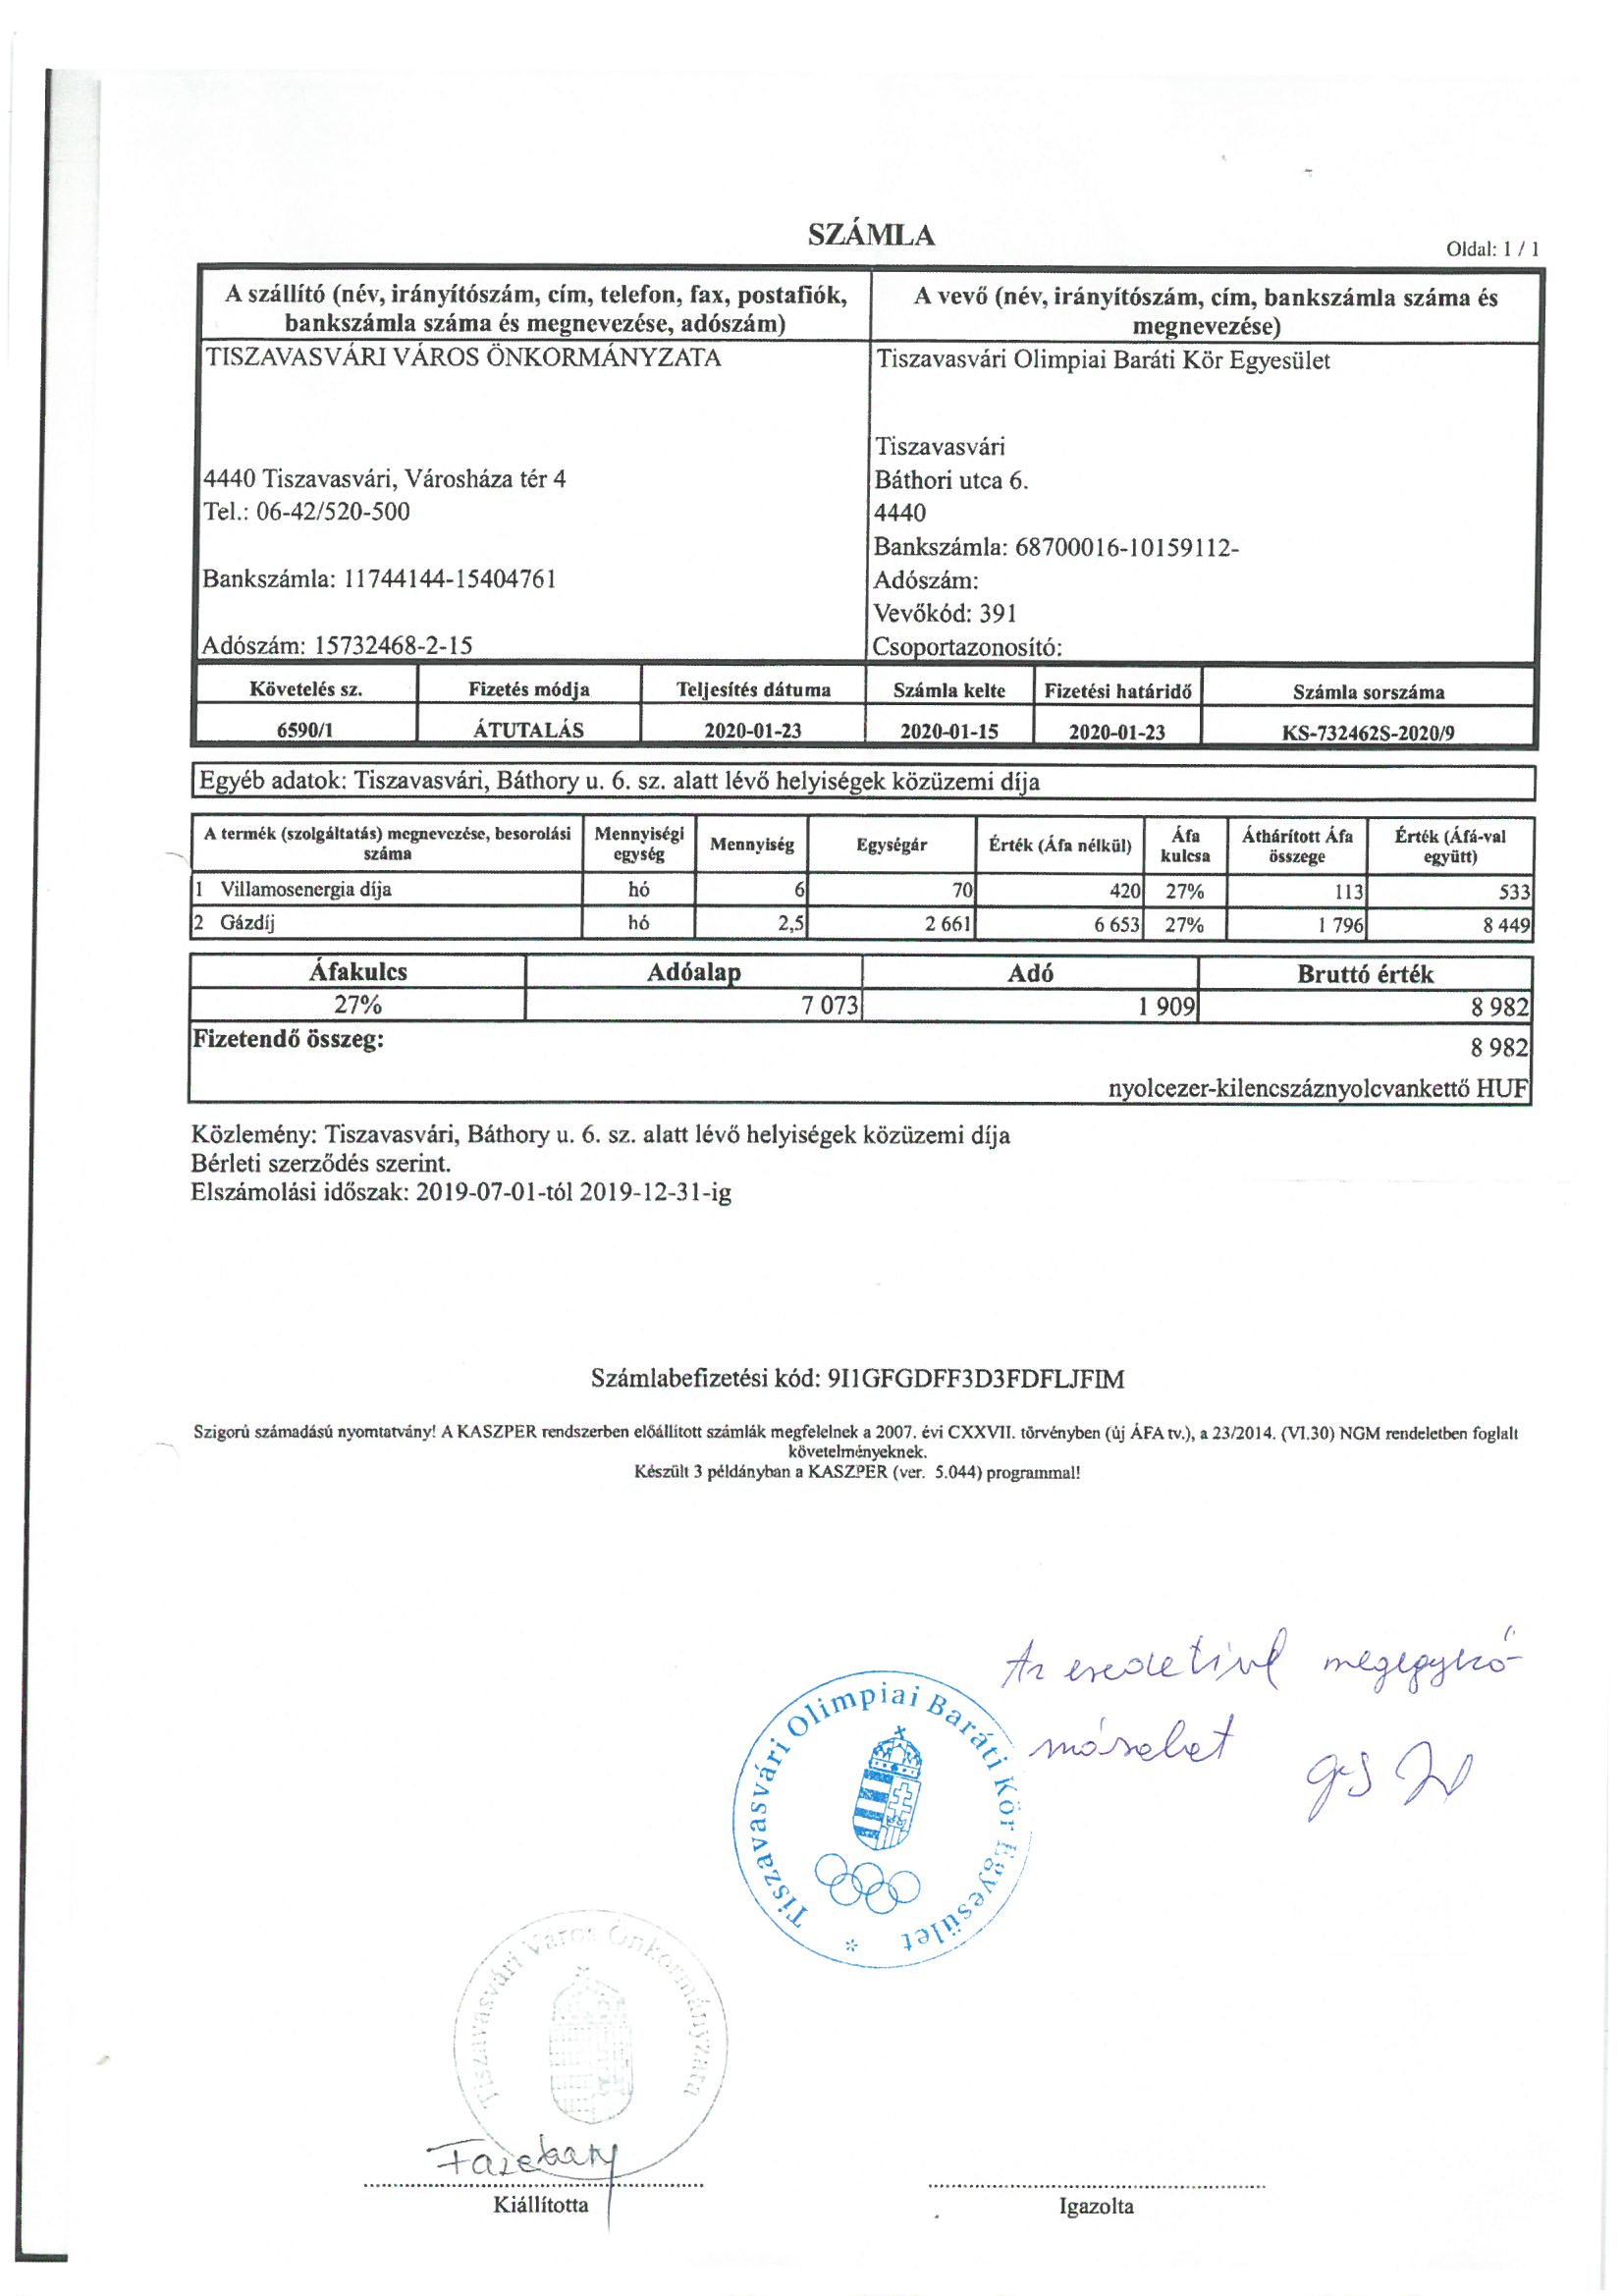 SZÁMLA
Oldal: 1 / 1
A szállító (név, irányítószám, cím, telefon, fax, postafiók, bankszámla száma és megnevezése, adószám)
A vevő (név, irányítószám, cím, bankszámla száma és megnevezése)
TISZAVASVÁRI VÁROS ÖNKORMÁNYZATA
4440 Tiszavasvári, Városháza tér 4
Tel.: 06-42/520-500
Bankszámla: 11744144-15404761
Adószám: 15732468-2-15
Tiszavasvári Olimpiai Baráti Kör Egyesület
Tiszavasvári
Báthori utca 6.
4440
Bankszámla: 68700016-10159112-
Adószám:
Vevőkód: 391
Csoportazonosító:
Követelés sz. Fizetés módja Teljesítés dátuma Számla kelte Fizetési határidő Számla sorszáma
6590/1 ÁTUTALÁS 2020-01-23 2020-01-15 2020-01-23 KS-732462S-2020/9
Egyéb adatok: Tiszavasvári, Báthory u. 6. sz. alatt lévő helyiségek közüzemi díja
A termék (szolgáltatás) megnevezése, besorolási száma Mennyiségi egység Mennyiség Egységár Érték (Áfa nélkül) Áfa kulcsa Áthárított Áfa összege Érték (Áfá-val együtt)
1 Villamosenergia díja hó 6 70 420 27% 113 533
2 Gázdíj hó 2,5 2 661 6 653 27% 1 796 8 449
Áfakulcs Adóalap Adó Bruttó érték
27% 7 073 1 909 8 982
Fizetendő összeg: 8 982
nyolcezer-kilencszáznyolcvankettő HUF
Közlemény: Tiszavasvári, Báthory u. 6. sz. alatt lévő helyiségek közüzemi díja
Bérleti szerződés szerint.
Elszámolási időszak: 2019-07-01-tól 2019-12-31-ig
Számlabefizetési kód: 9I1GFGDFF3D3FDFLJFIM
Szigorú számadású nyomtatvány! A KASZPER rendszerben előállított számlák megfelelnek a 2007. évi CXXVII. törvényben (új ÁFA tv.), a 23/2014. (VI.30) NGM rendeletben foglalt
követelményeknek.
Készült 3 példányban a KASZPER (ver. 5.044) programmal!
Az eredetivel megegyező
másolat
Tiszavasvári Olimpiai Baráti Kör Egyesület *
Tiszavasvári Város Önkormányzata
Kiállította
Igazolta